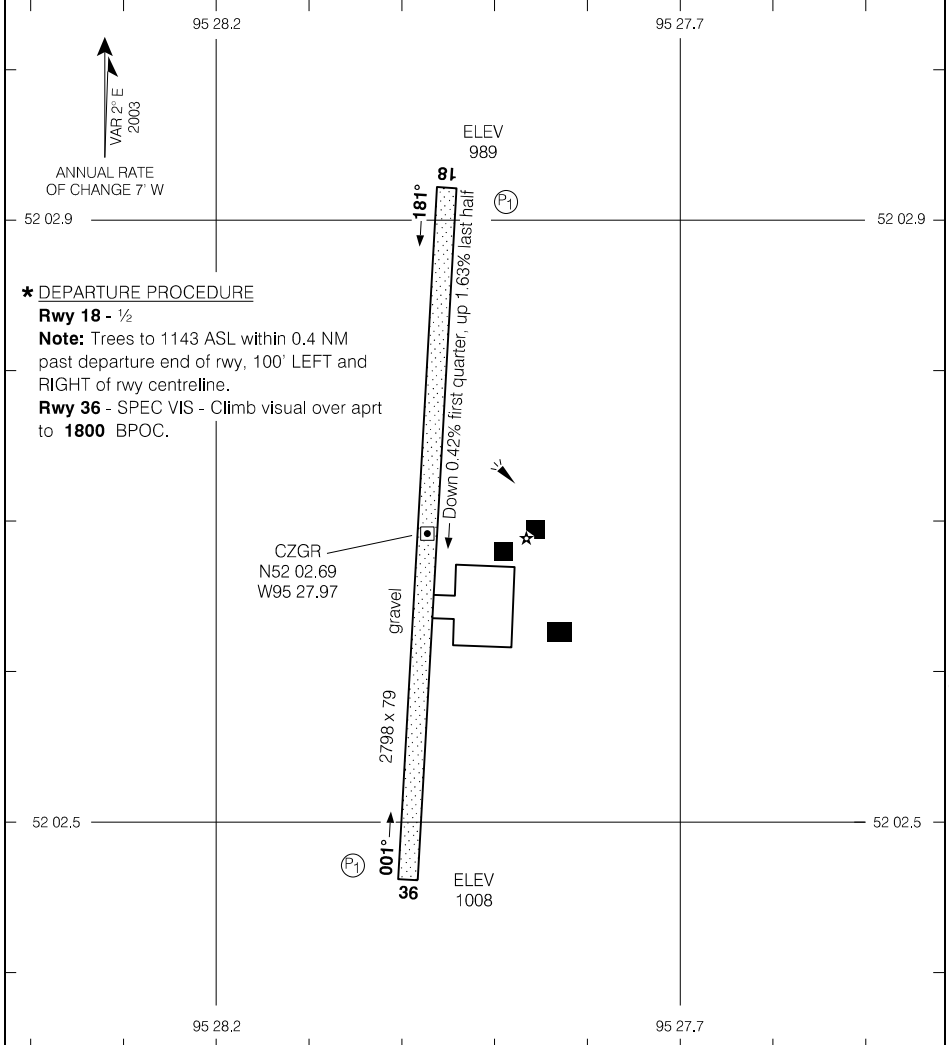 95 28.2
95 27.7
VAR 2° E
2003
ANNUAL RATE
OF CHANGE 7' W
ELEV
989
18
P1
181°
52 02.9
52 02.9
Down 0.42% first quarter, up 1.63% last half
* DEPARTURE PROCEDURE
Rwy 18 - ½
Note: Trees to 1143 ASL within 0.4 NM
past departure end of rwy, 100' LEFT and
RIGHT of rwy centreline.
Rwy 36 - SPEC VIS - Climb visual over aprt
to 1800 BPOC.
CZGR
N52 02.69
W95 27.97
gravel
2798 x 79
52 02.5
52 02.5
001°
P1
36
ELEV
1008
95 28.2
95 27.7